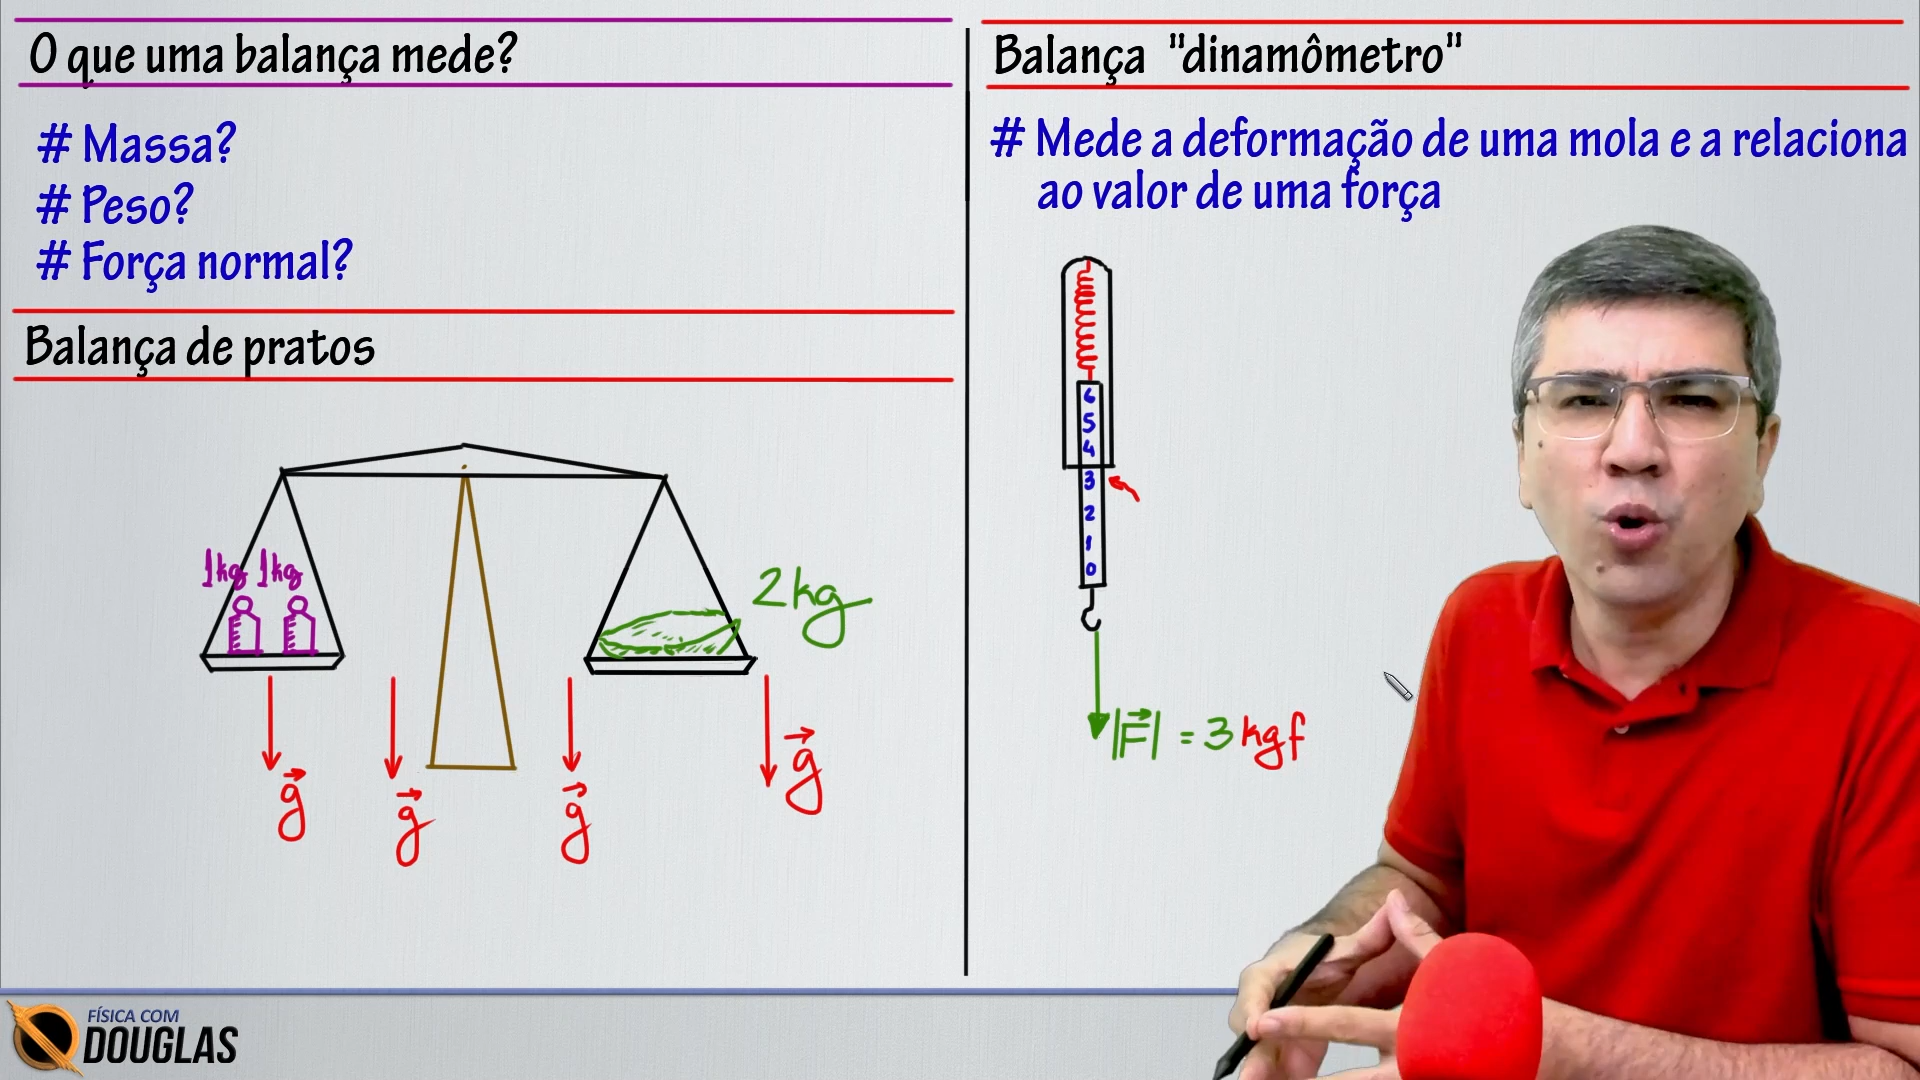 O que uma balança mede?
# Massa?
# Peso?
# Força normal?
Balança de pratos
1kg 1kg
2kg
g
g
g
g
Balança "dinamômetro"
# Mede a deformação de uma mola e a relaciona
ao valor de uma força
6
5
4
3
2
1
0
|F| = 3 kgf
FÍSICA COM
DOUGLAS